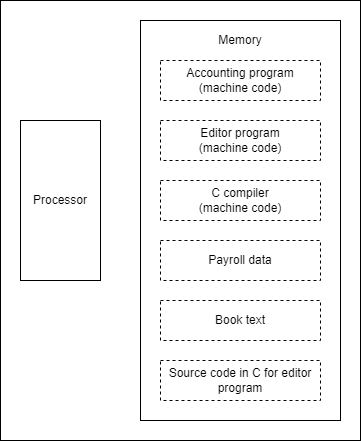 Memory
Accounting program
(machine code)
Editor program
(machine code)
C compiler
(machine code)
Processor
Payroll data
Book text
Source code in C for editor
program